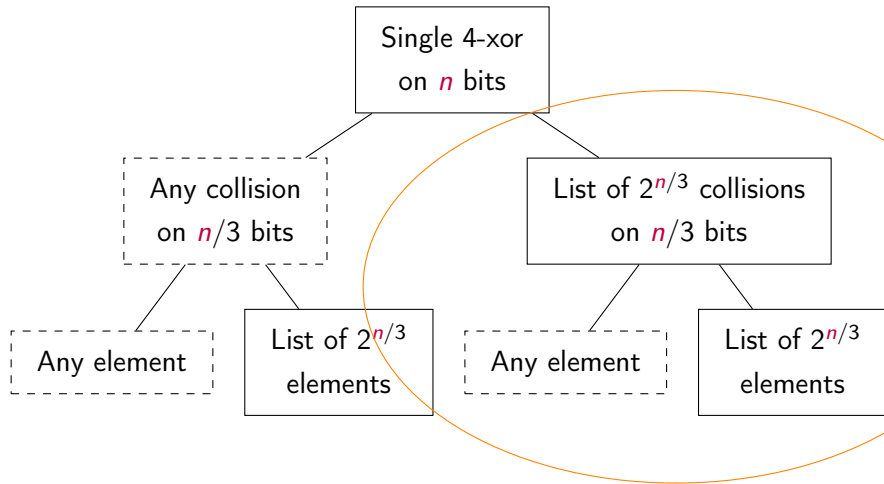 Single 4-xor
on n bits
Any collision
on n/3 bits
List of 2^{n/3} collisions
on n/3 bits
Any element
List of 2^{n/3}
elements
Any element
List of 2^{n/3}
elements